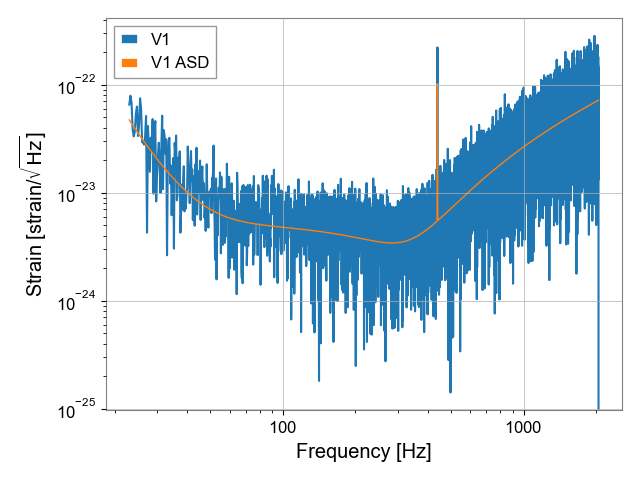 V1
V1 ASD
10⁻²²
10⁻²³
10⁻²⁴
10⁻²⁵
Strain [strain/√Hz]
100
1000
Frequency [Hz]